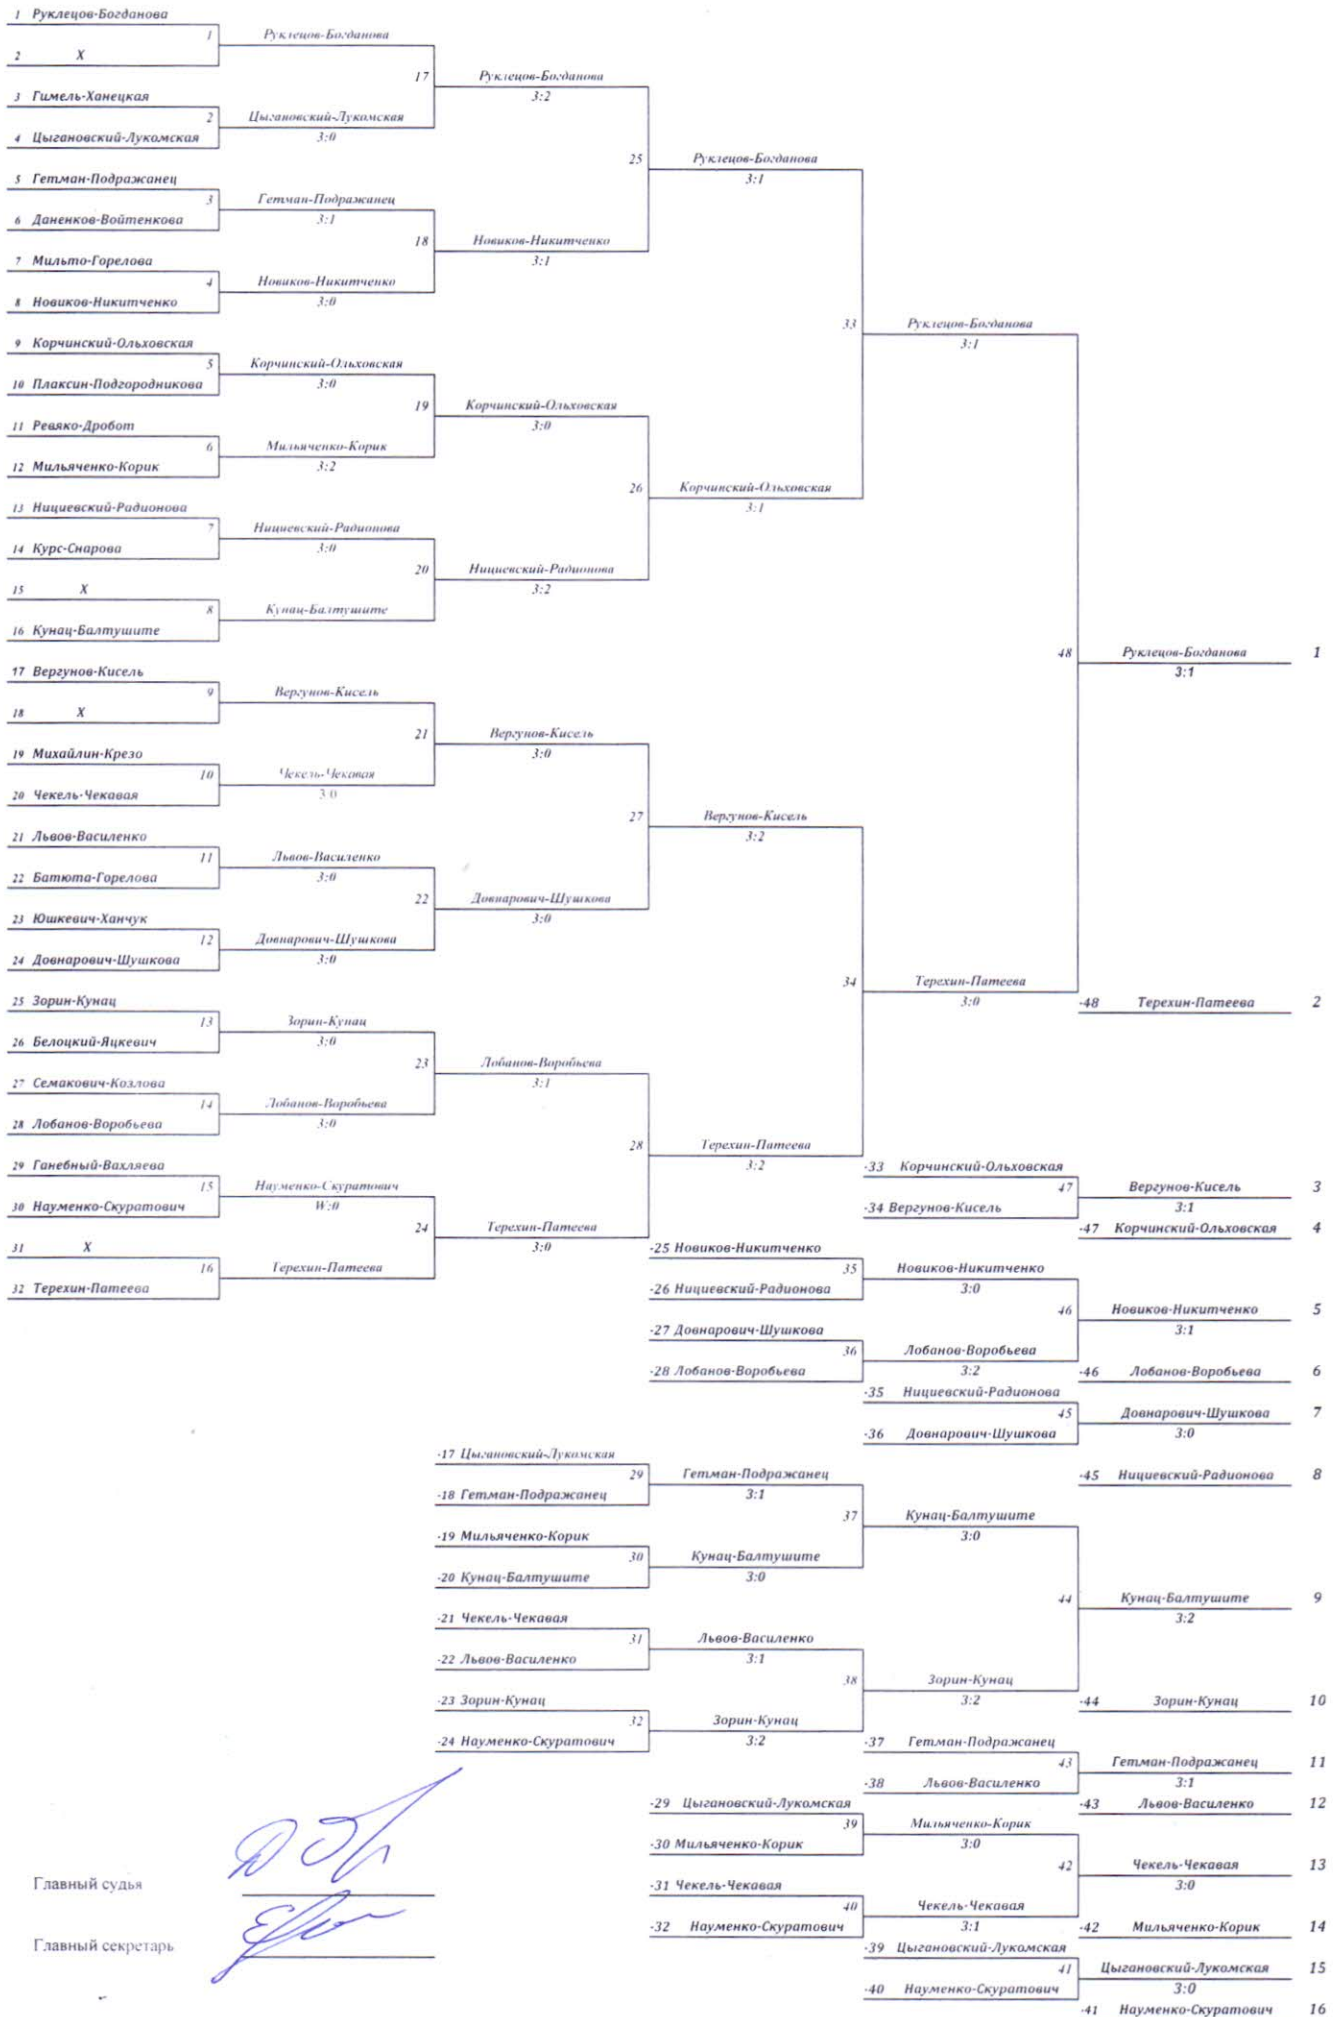 1 Руклецов-Богданова
1 Руклецов-Богданова
2 X
17 Руклецов-Богданова
3:2
3 Гимель-Ханецкая
2 Цыгановский-Лукомская
3:0
4 Цыгановский-Лукомская
25 Руклецов-Богданова
3:1
5 Гетман-Подражанец
3 Гетман-Подражанец
3:1
6 Даненков-Войтенкова
18 Новиков-Никитченко
3:1
7 Мильто-Горелова
4 Новиков-Никитченко
3:0
8 Новиков-Никитченко
33 Руклецов-Богданова
3:1
9 Корчинский-Ольховская
5 Корчинский-Ольховская
3:0
10 Плаксин-Подгородникова
19 Корчинский-Ольховская
3:0
11 Ревяко-Дробот
6 Мильяченко-Корик
3:2
12 Мильяченко-Корик
26 Корчинский-Ольховская
3:1
13 Нициевский-Радионова
7 Нициевский-Радионова
3:0
14 Курс-Снарова
20 Нициевский-Радионова
3:2
15 X
8 Кунац-Балтушите
16 Кунац-Балтушите
48 Руклецов-Богданова 1
3:1
17 Вергунов-Кисель
9 Вергунов-Кисель
18 X
21 Вергунов-Кисель
3:0
19 Михайлин-Крезо
10 Чекель-Чекавая
3:0
20 Чекель-Чекавая
27 Вергунов-Кисель
3:2
21 Львов-Василенко
11 Львов-Василенко
3:0
22 Батюта-Горелова
22 Довнарович-Шушкова
3:0
23 Юшкевич-Ханчук
12 Довнарович-Шушкова
3:0
24 Довнарович-Шушкова
34 Терехин-Патеева
3:0
-48 Терехин-Патеева 2
25 Зорин-Кунац
13 Зорин-Кунац
3:0
26 Белоцкий-Яцкевич
23 Лобанов-Воробьева
3:1
27 Семакович-Козлова
14 Лобанов-Воробьева
3:0
28 Лобанов-Воробьева
28 Терехин-Патеева
3:2
29 Ганебный-Вахляева
15 Науменко-Скуратович
W:0
30 Науменко-Скуратович
24 Терехин-Патеева
3:0
31 X
16 Терехин-Патеева
32 Терехин-Патеева
-33 Корчинский-Ольховская
47 Вергунов-Кисель 3
3:1
-34 Вергунов-Кисель
-47 Корчинский-Ольховская 4
-25 Новиков-Никитченко
35 Новиков-Никитченко
3:0
-26 Нициевский-Радионова
46 Новиков-Никитченко 5
3:1
-27 Довнарович-Шушкова
36 Лобанов-Воробьева
3:2
-28 Лобанов-Воробьева
-46 Лобанов-Воробьева 6
-35 Нициевский-Радионова
45 Довнарович-Шушкова 7
3:0
-36 Довнарович-Шушкова
-45 Нициевский-Радионова 8
-17 Цыгановский-Лукомская
29 Гетман-Подражанец
3:1
-18 Гетман-Подражанец
37 Кунац-Балтушите
3:0
-19 Мильяченко-Корик
30 Кунац-Балтушите
3:0
-20 Кунац-Балтушите
44 Кунац-Балтушите 9
3:2
-21 Чекель-Чекавая
31 Львов-Василенко
3:1
-22 Львов-Василенко
38 Зорин-Кунац
3:2
-44 Зорин-Кунац 10
-23 Зорин-Кунац
32 Зорин-Кунац
3:2
-24 Науменко-Скуратович
-37 Гетман-Подражанец
43 Гетман-Подражанец 11
3:1
-38 Львов-Василенко
-43 Львов-Василенко 12
-29 Цыгановский-Лукомская
39 Мильяченко-Корик
3:0
-30 Мильяченко-Корик
42 Чекель-Чекавая 13
3:0
-31 Чекель-Чекавая
40 Чекель-Чекавая
3:1
-32 Науменко-Скуратович
-42 Мильяченко-Корик 14
-39 Цыгановский-Лукомская
41 Цыгановский-Лукомская 15
3:0
-40 Науменко-Скуратович
-41 Науменко-Скуратович 16
Главный судья
Главный секретарь